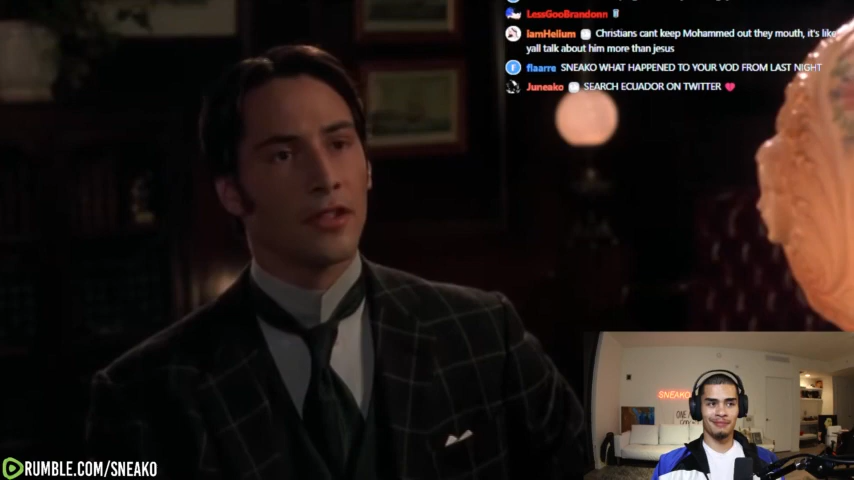 LessGooBrandonn
iamHelium Christians cant keep Mohammed out they mouth, it's like
yall talk about him more than jesus
flaarre SNEAKO WHAT HAPPENED TO YOUR VOD FROM LAST NIGHT
Juneako SEARCH ECUADOR ON TWITTER
SNEAKO
RUMBLE.COM/SNEAKO